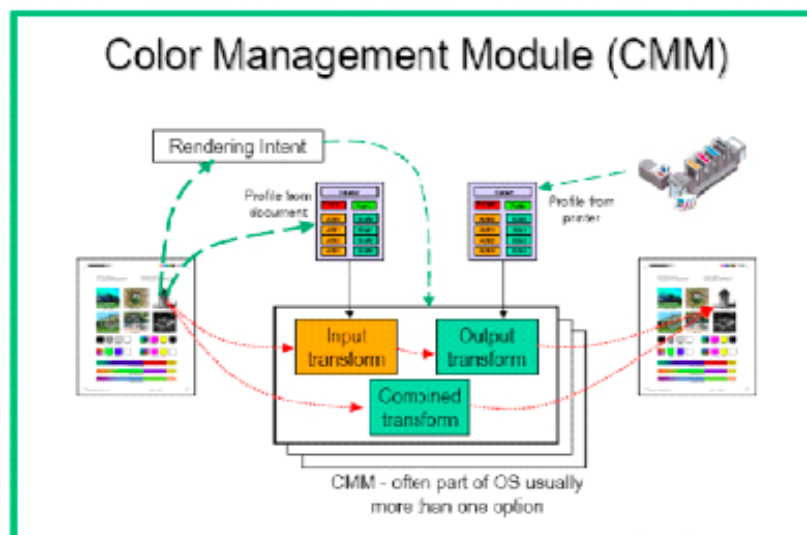 Color Management Module (CMM)
Rendering Intent
Profile from
document
Profile from
printer
Input
transform
Output
transform
Combined
transform
CMM - often part of OS usually
more than one option